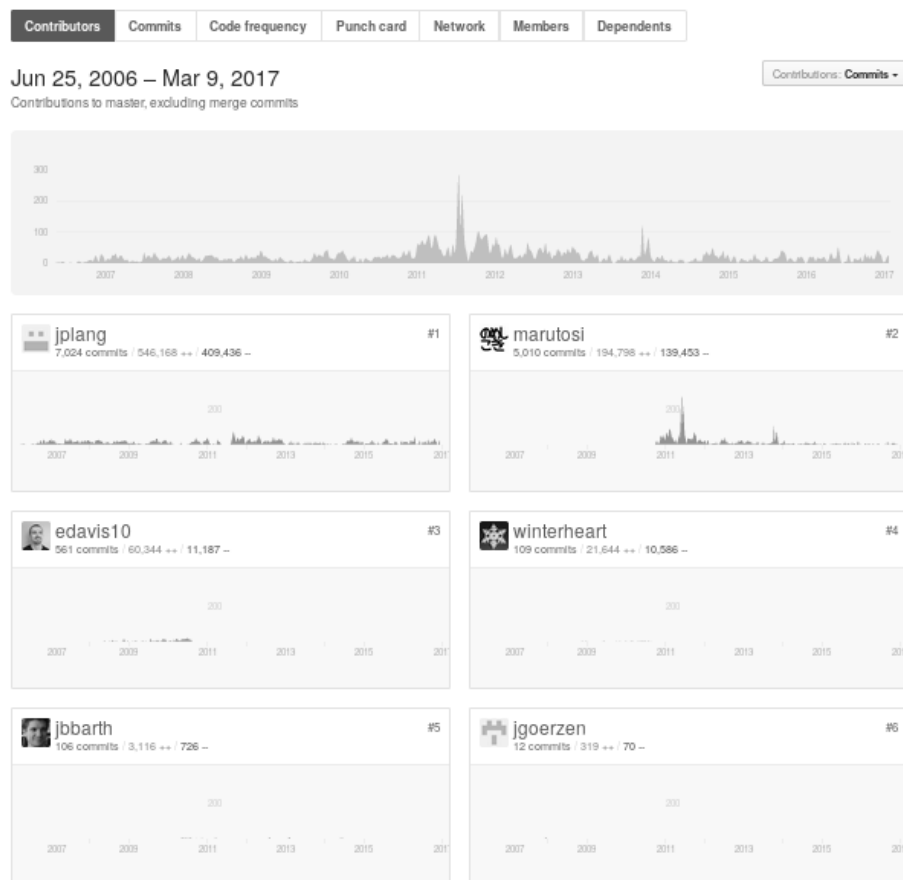 Contributors Commits Code frequency Punch card Network Members Dependents
Jun 25, 2006 – Mar 9, 2017
Contributions: Commits
Contributions to master, excluding merge commits
300
200
100
0
2007 2008 2009 2010 2011 2012 2013 2014 2015 2016 2017
jplang #1
7,024 commits / 546,168 ++ / 409,436 --
200
2007 2009 2011 2013 2015 201
marutosi #2
5,010 commits / 194,798 ++ / 139,453 --
200
2007 2009 2011 2013 2015 20
edavis10 #3
561 commits / 60,344 ++ / 11,187 --
200
2007 2009 2011 2013 2015 201
winterheart #4
109 commits / 21,644 ++ / 10,586 --
200
2007 2009 2011 2013 2015 20
jbbarth #5
106 commits / 3,116 ++ / 726 --
200
2007 2009 2011 2013 2015 201
jgoerzen #6
12 commits / 319 ++ / 70 --
200
2007 2009 2011 2013 2015 20